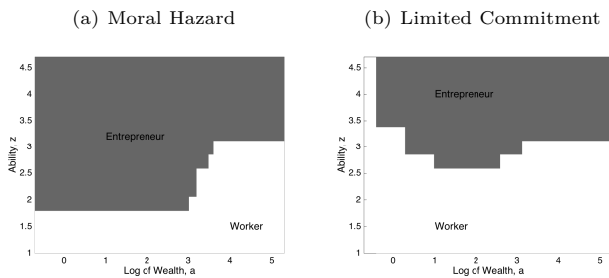 (a) Moral Hazard
(b) Limited Commitment
4.5
4
3.5
3
2.5
2
1.5
1
Ability, z
Entrepreneur
Worker
0
1
2
3
4
5
Log of Wealth, a
4.5
4
3.5
3
2.5
2
1.5
1
Ability, z
Entrepreneur
Worker
0
1
2
3
4
5
Log of Wealth, a